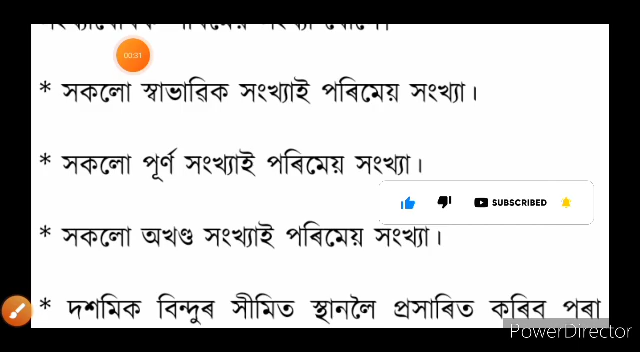 00:31
* সকলো স্বাভাৱিক সংখ্যাই পৰিমেয় সংখ্যা।
* সকলো পূৰ্ণ সংখ্যাই পৰিমেয় সংখ্যা।
SUBSCRIBED
* সকলো অখণ্ড সংখ্যাই পৰিমেয় সংখ্যা।
* দশমিক বিন্দুৰ সীমিত স্থানলৈ প্ৰসাৰিত কৰিব পৰা
PowerDirector